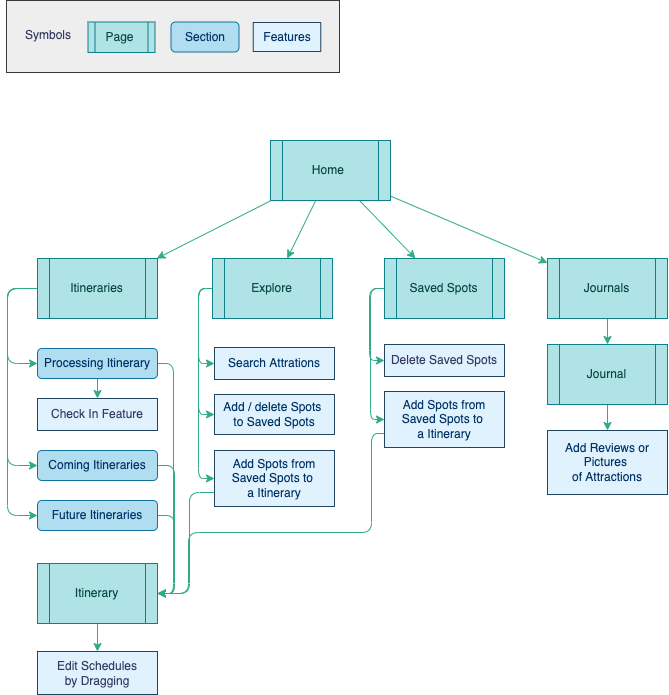 Symbols
Page
Section
Features
Home
Itineraries
Explore
Saved Spots
Journals
Processing Itinerary
Check In Feature
Coming Itineraries
Future Itineraries
Itinerary
Edit Schedules
by Dragging
Search Attrations
Add / delete Spots
to Saved Spots
Add Spots from
Saved Spots to
a Itinerary
Delete Saved Spots
Add Spots from
Saved Spots to
a Itinerary
Journal
Add Reviews or
Pictures
of Attractions